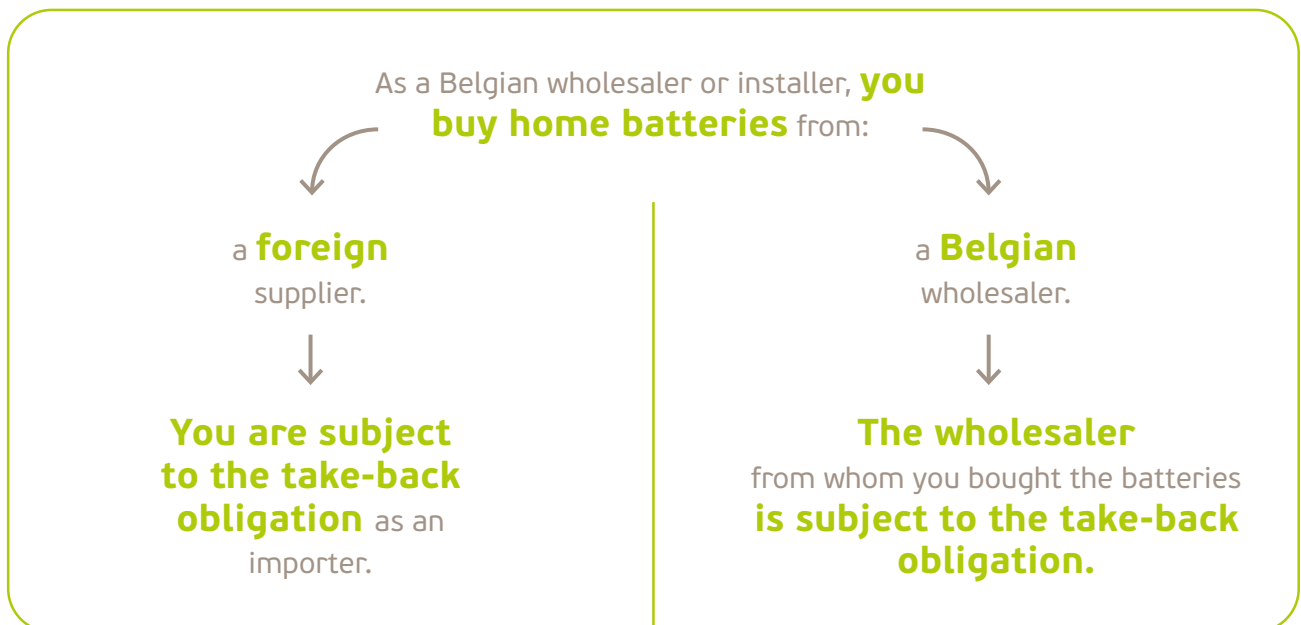 As a Belgian wholesaler or installer, you
buy home batteries from:
a foreign
supplier.
You are subject
to the take-back
obligation as an
importer.
a Belgian
wholesaler.
The wholesaler
from whom you bought the batteries
is subject to the take-back
obligation.